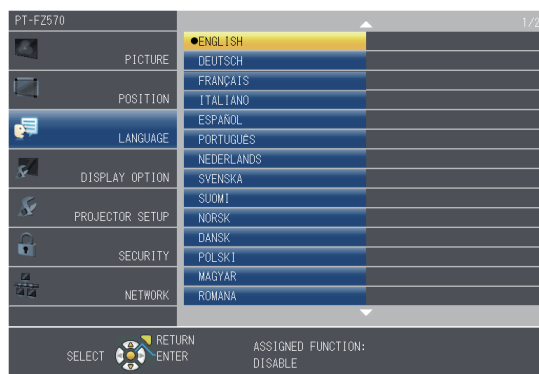 PT-FZ570
1/2
PICTURE
POSITION
LANGUAGE
DISPLAY OPTION
PROJECTOR SETUP
SECURITY
NETWORK
●ENGLISH
DEUTSCH
FRANÇAIS
ITALIANO
ESPAÑOL
PORTUGUÊS
NEDERLANDS
SVENSKA
SUOMI
NORSK
DANSK
POLSKI
MAGYAR
ROMANA
SELECT
RETURN
ENTER
ASSIGNED FUNCTION:
DISABLE